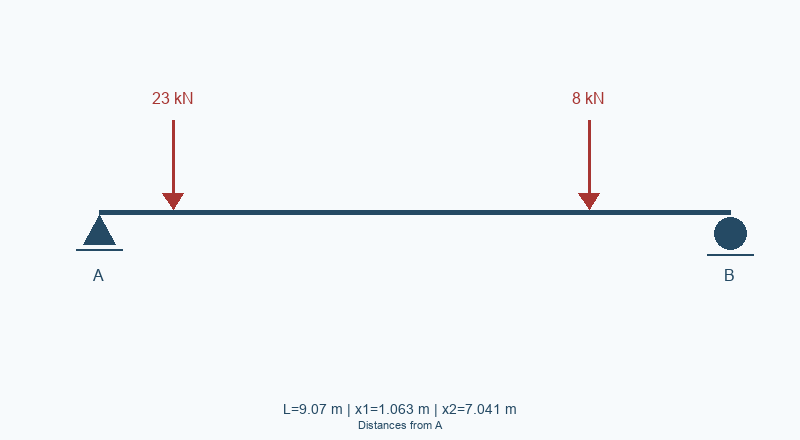 23 kN 8 kN
A B
L=9.07 m | x1=1.063 m | x2=7.041 m
Distances from A